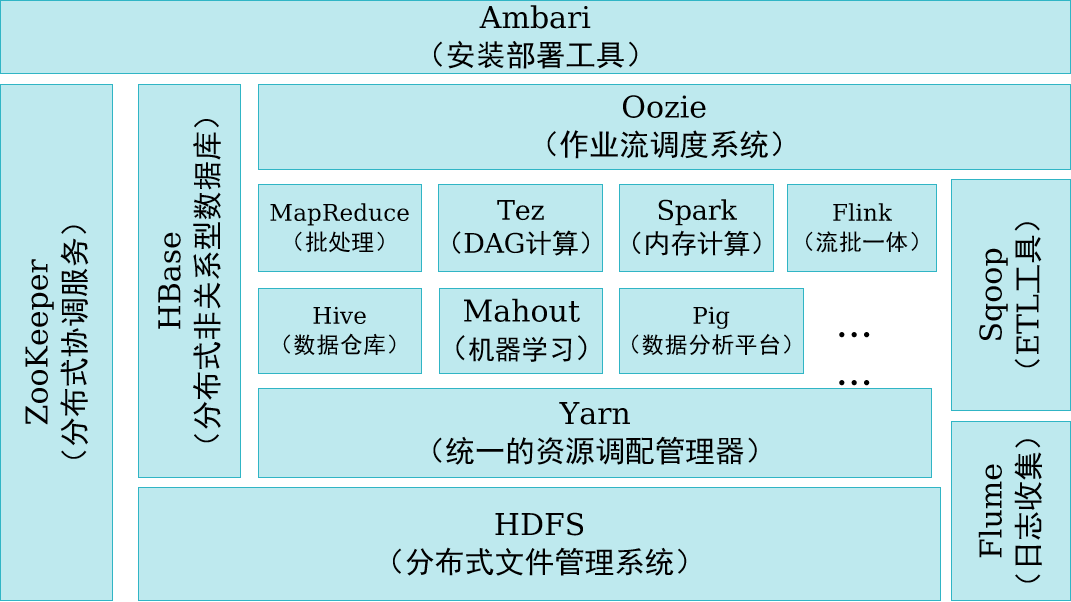 Ambari
（安装部署工具）
ZooKeeper
（分布式协调服务）
HBase
（分布式非关系型数据库）
Oozie
（作业流调度系统）
MapReduce
（批处理）
Tez
（DAG计算）
Spark
（内存计算）
Flink
（流批一体）
Hive
（数据仓库）
Mahout
（机器学习）
Pig
（数据分析平台）
…
…
Sqoop
（ETL工具）
Yarn
（统一的资源调配管理器）
Flume
（日志收集）
HDFS
（分布式文件管理系统）